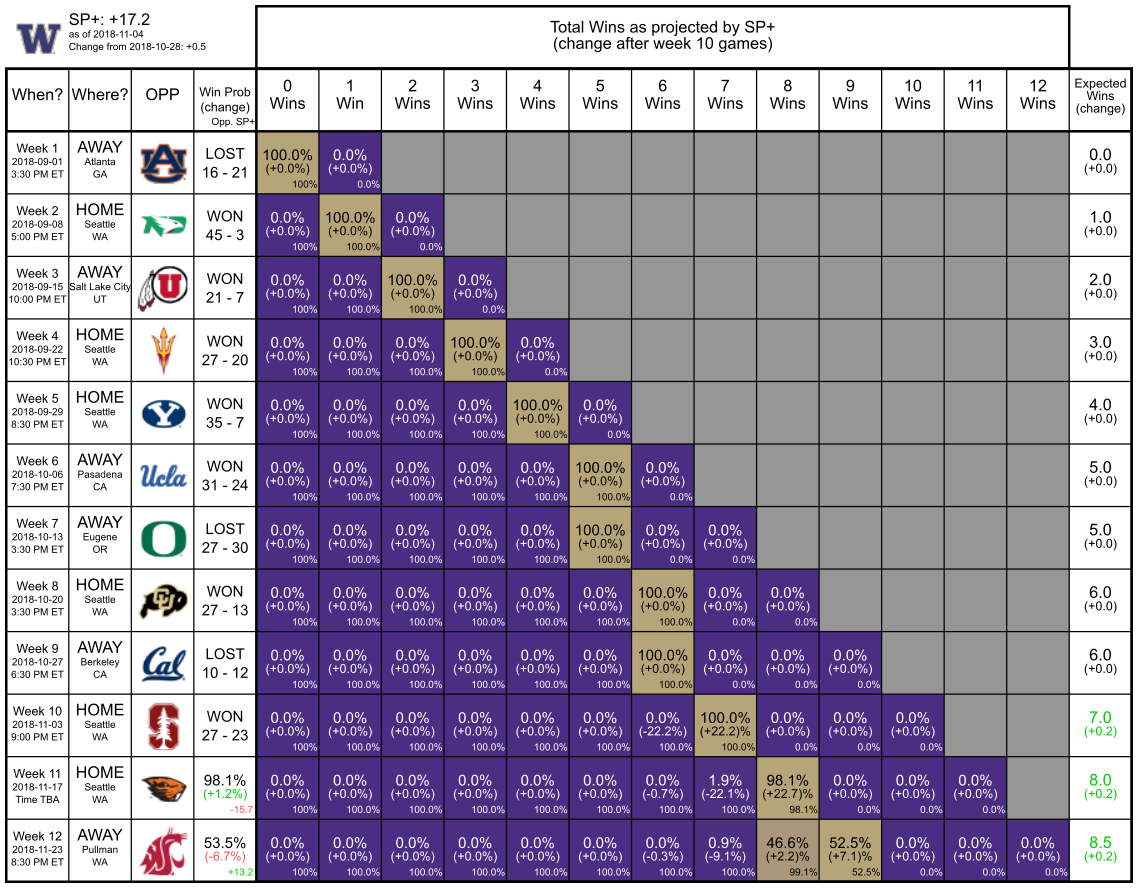 W
SP+: +17.2
as of 2018-11-04
Change from 2018-10-28: +0.5
Total Wins as projected by SP+
(change after week 10 games)
When? Where? OPP Win Prob (change) Opp. SP+ 0 Wins 1 Win 2 Wins 3 Wins 4 Wins 5 Wins 6 Wins 7 Wins 8 Wins 9 Wins 10 Wins 11 Wins 12 Wins Expected Wins (change)
Week 1 AWAY LOST 100.0% 0.0% 0.0
2018-09-01 Atlanta AU (+0.0%) (+0.0%) (+0.0)
3:30 PM ET GA 16 - 21 100% 0.0%
Week 2 HOME WON 0.0% 100.0% 0.0% 1.0
2018-09-08 Seattle (+0.0%) (+0.0%) (+0.0%) (+0.0)
5:00 PM ET WA 45 - 3 100% 100.0% 0.0%
Week 3 AWAY WON 0.0% 0.0% 100.0% 0.0% 2.0
2018-09-15 Salt Lake City U (+0.0%) (+0.0%) (+0.0%) (+0.0%) (+0.0)
10:00 PM ET UT 21 - 7 100% 100.0% 100.0% 0.0%
Week 4 HOME WON 0.0% 0.0% 0.0% 100.0% 0.0% 3.0
2018-09-22 Seattle (+0.0%) (+0.0%) (+0.0%) (+0.0%) (+0.0%) (+0.0)
10:30 PM ET WA 27 - 20 100% 100.0% 100.0% 100.0% 0.0%
Week 5 HOME WON 0.0% 0.0% 0.0% 0.0% 100.0% 0.0% 4.0
2018-09-29 Seattle Y (+0.0%) (+0.0%) (+0.0%) (+0.0%) (+0.0%) (+0.0%) (+0.0)
8:30 PM ET WA 35 - 7 100% 100.0% 100.0% 100.0% 100.0% 0.0%
Week 6 AWAY WON 0.0% 0.0% 0.0% 0.0% 0.0% 100.0% 0.0% 5.0
2018-10-06 Pasadena Ucla (+0.0%) (+0.0%) (+0.0%) (+0.0%) (+0.0%) (+0.0%) (+0.0%) (+0.0)
7:30 PM ET CA 31 - 24 100% 100.0% 100.0% 100.0% 100.0% 100.0% 0.0%
Week 7 AWAY LOST 0.0% 0.0% 0.0% 0.0% 0.0% 100.0% 0.0% 0.0% 5.0
2018-10-13 Eugene O (+0.0%) (+0.0%) (+0.0%) (+0.0%) (+0.0%) (+0.0%) (+0.0%) (+0.0%) (+0.0)
3:30 PM ET OR 27 - 30 100% 100.0% 100.0% 100.0% 100.0% 100.0% 0.0% 0.0%
Week 8 HOME WON 0.0% 0.0% 0.0% 0.0% 0.0% 0.0% 100.0% 0.0% 0.0% 6.0
2018-10-20 Seattle CU (+0.0%) (+0.0%) (+0.0%) (+0.0%) (+0.0%) (+0.0%) (+0.0%) (+0.0%) (+0.0%) (+0.0)
3:30 PM ET WA 27 - 13 100% 100.0% 100.0% 100.0% 100.0% 100.0% 100.0% 0.0% 0.0%
Week 9 AWAY LOST 0.0% 0.0% 0.0% 0.0% 0.0% 0.0% 100.0% 0.0% 0.0% 0.0% 6.0
2018-10-27 Berkeley Cal (+0.0%) (+0.0%) (+0.0%) (+0.0%) (+0.0%) (+0.0%) (+0.0%) (+0.0%) (+0.0%) (+0.0%) (+0.0)
6:30 PM ET CA 10 - 12 100% 100.0% 100.0% 100.0% 100.0% 100.0% 100.0% 0.0% 0.0% 0.0%
Week 10 HOME WON 0.0% 0.0% 0.0% 0.0% 0.0% 0.0% 0.0% 100.0% 0.0% 0.0% 0.0% 7.0
2018-11-03 Seattle S (+0.0%) (+0.0%) (+0.0%) (+0.0%) (+0.0%) (+0.0%) (-22.2%) (+22.2)% (+0.0%) (+0.0%) (+0.0%) (+0.2)
9:00 PM ET WA 27 - 23 100% 100.0% 100.0% 100.0% 100.0% 100.0% 100.0% 100.0% 0.0% 0.0% 0.0%
Week 11 HOME 98.1% 0.0% 0.0% 0.0% 0.0% 0.0% 0.0% 0.0% 1.9% 98.1% 0.0% 0.0% 0.0% 8.0
2018-11-17 Seattle (+1.2%) (+0.0%) (+0.0%) (+0.0%) (+0.0%) (+0.0%) (+0.0%) (-0.7%) (-22.1%) (+22.7)% (+0.0%) (+0.0%) (+0.0%) (+0.2)
Time TBA WA -15.7 100% 100.0% 100.0% 100.0% 100.0% 100.0% 100.0% 100.0% 98.1% 0.0% 0.0% 0.0%
Week 12 AWAY 53.5% 0.0% 0.0% 0.0% 0.0% 0.0% 0.0% 0.0% 0.9% 46.6% 52.5% 0.0% 0.0% 0.0% 8.5
2018-11-23 Pullman (-6.7%) (+0.0%) (+0.0%) (+0.0%) (+0.0%) (+0.0%) (+0.0%) (-0.3%) (-9.1%) (+2.2)% (+7.1%) (+0.0%) (+0.0%) (+0.0%) (+0.2)
8:30 PM ET WA +13.2 100% 100.0% 100.0% 100.0% 100.0% 100.0% 100.0% 100.0% 99.1% 52.5% 0.0% 0.0% 0.0%